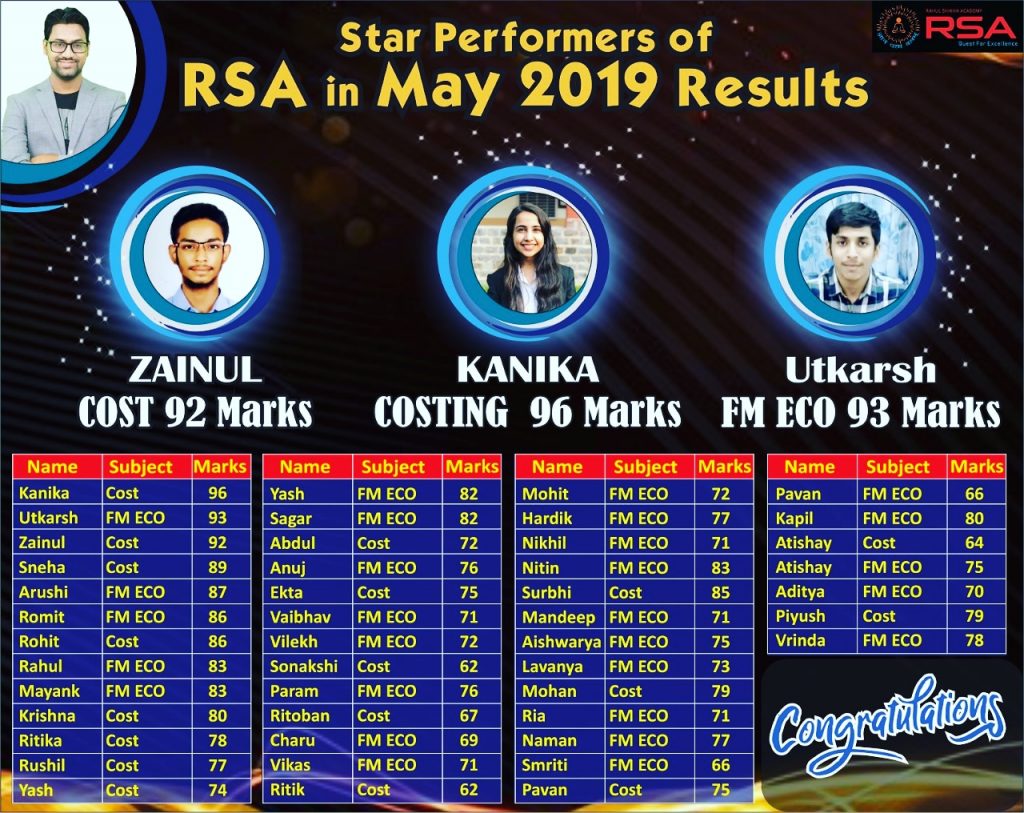 RAHUL SHARMA ACADEMY
RSA
Quest For Excellence
Star Performers of
RSA in May 2019 Results
ZAINUL
COST 92 Marks
KANIKA
COSTING 96 Marks
Utkarsh
FM ECO 93 Marks
Name Subject Marks
Kanika Cost 96
Utkarsh FM ECO 93
Zainul Cost 92
Sneha Cost 89
Arushi FM ECO 87
Romit FM ECO 86
Rohit Cost 86
Rahul FM ECO 83
Mayank FM ECO 83
Krishna Cost 80
Ritika Cost 78
Rushil Cost 77
Yash Cost 74
Name Subject Marks
Yash FM ECO 82
Sagar FM ECO 82
Abdul Cost 72
Anuj FM ECO 76
Ekta Cost 75
Vaibhav FM ECO 71
Vilekh FM ECO 72
Sonakshi Cost 62
Param FM ECO 76
Ritoban Cost 67
Charu FM ECO 69
Vikas FM ECO 71
Ritik Cost 62
Name Subject Marks
Mohit FM ECO 72
Hardik FM ECO 77
Nikhil FM ECO 71
Nitin FM ECO 83
Surbhi Cost 85
Mandeep FM ECO 71
Aishwarya FM ECO 75
Lavanya FM ECO 73
Mohan Cost 79
Ria FM ECO 71
Naman FM ECO 77
Smriti FM ECO 66
Pavan Cost 75
Name Subject Marks
Pavan FM ECO 66
Kapil FM ECO 80
Atishay Cost 64
Atishay FM ECO 75
Aditya FM ECO 70
Piyush Cost 79
Vrinda FM ECO 78
Congratulations